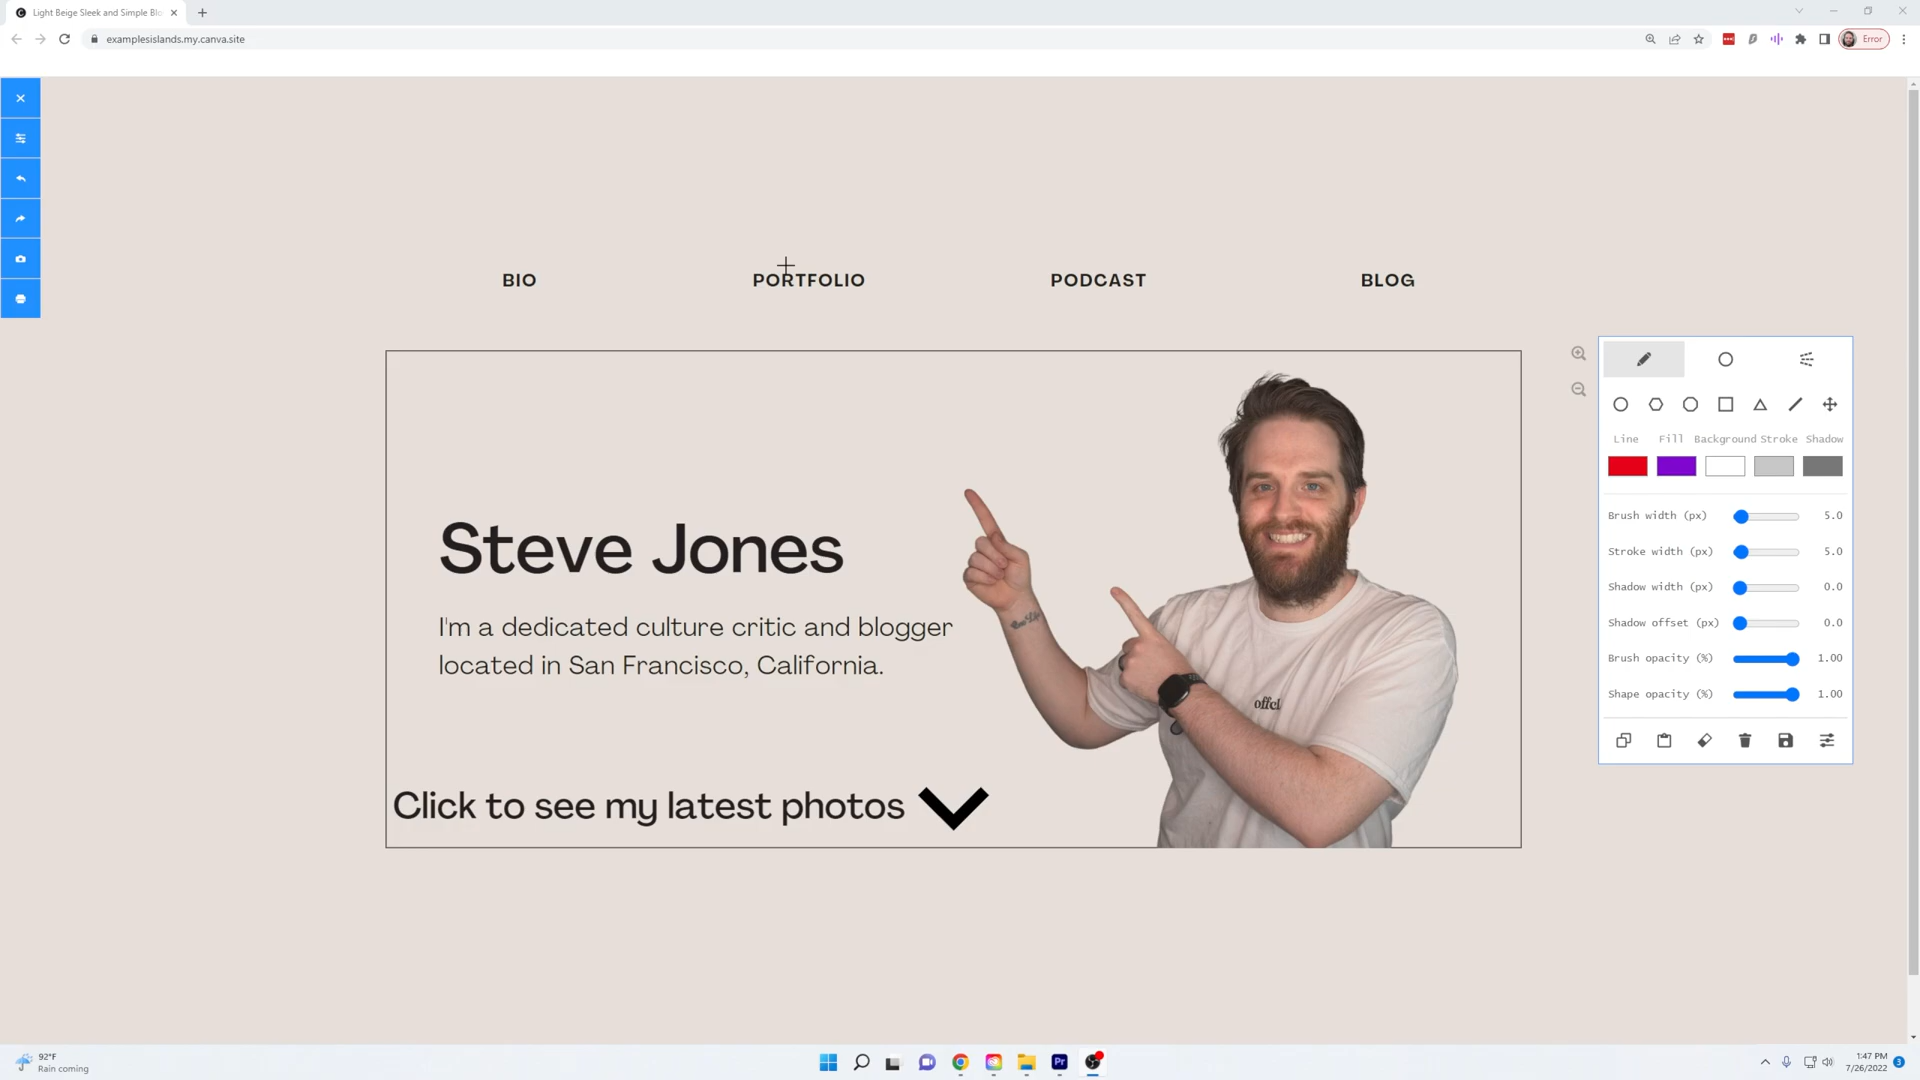 Light Beige Sleek and Simple Blo
examplesislands.my.canva.site
Error
BIO PORTFOLIO PODCAST BLOG
Steve Jones
I'm a dedicated culture critic and blogger
located in San Francisco, California.
Click to see my latest photos
offcl
Line Fill Background Stroke Shadow
Brush width (px) 5.0
Stroke width (px) 5.0
Shadow width (px) 0.0
Shadow offset (px) 0.0
Brush opacity (%) 1.00
Shape opacity (%) 1.00
92°F
Rain coming
Pr
1:47 PM
7/26/2022
3